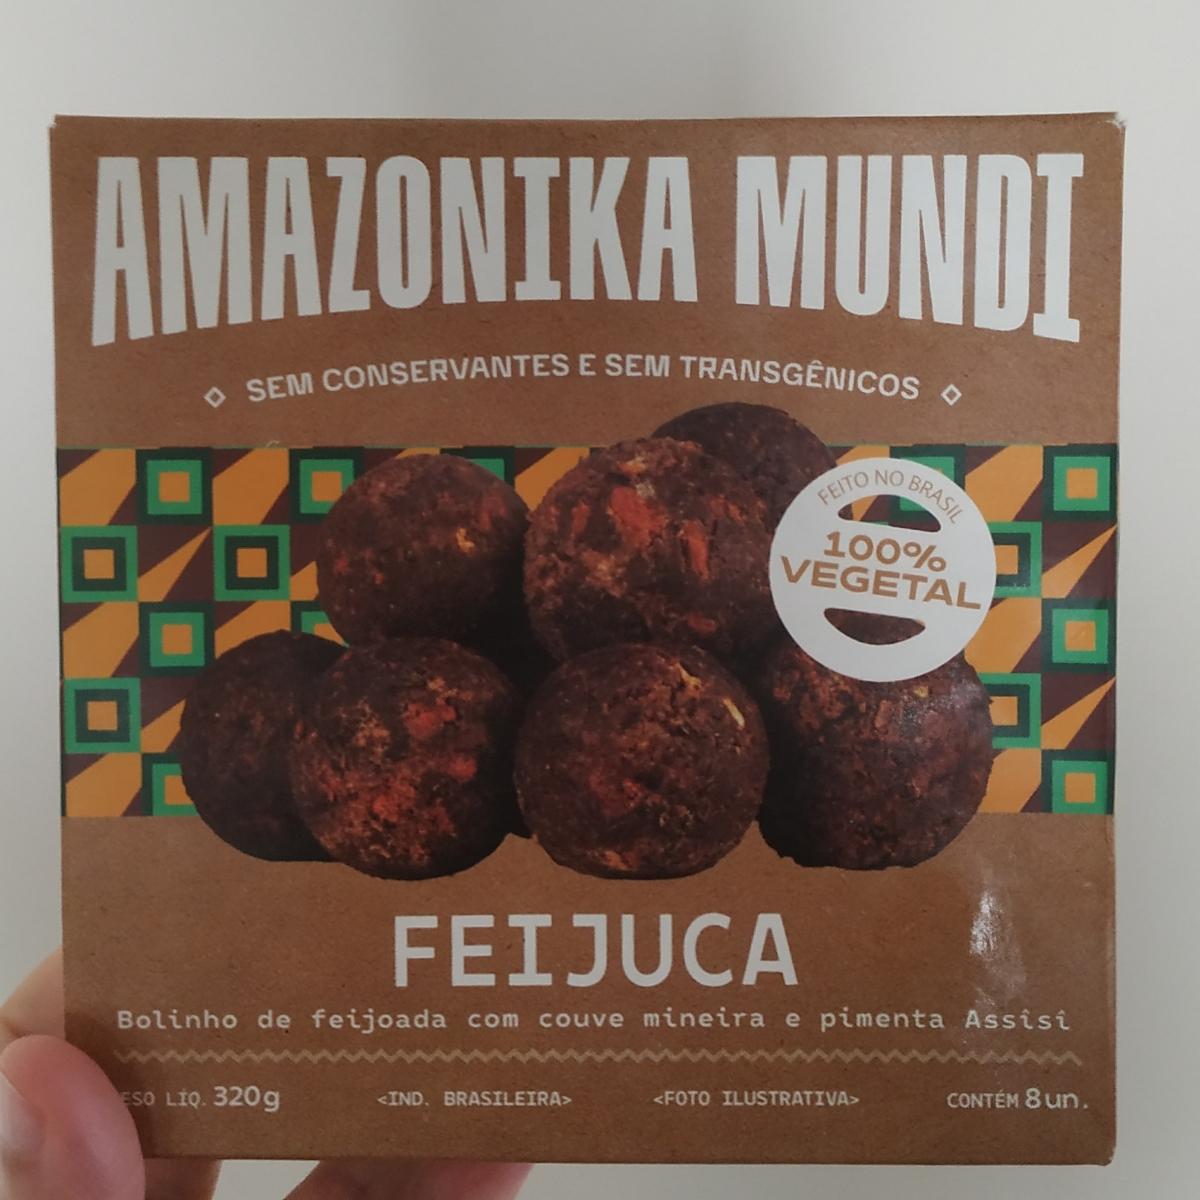 AMAZONIKA MUNDI
SEM CONSERVANTES E SEM TRANSGÊNICOS
FEITO NO BRASIL
100%
VEGETAL
FEIJUCA
Bolinho de feijoada com couve mineira e pimenta Assîsî
ESO LÍQ. 320g <IND. BRASILEIRA> <FOTO ILUSTRATIVA> CONTÉM 8un.